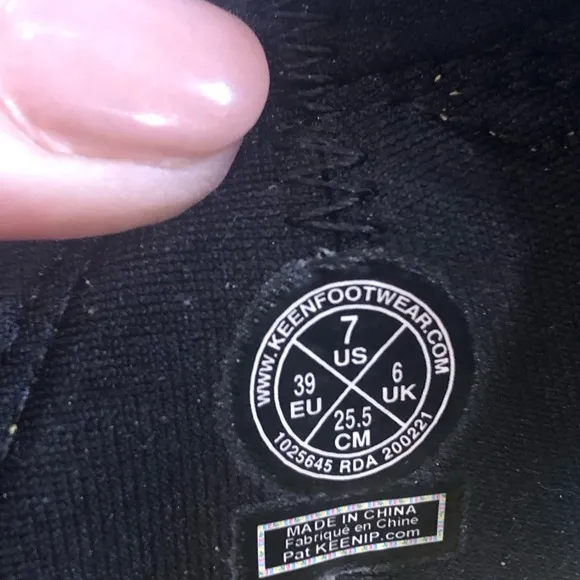 WWW.KEENFOOTWEAR.COM
7
US
39
EU
6
UK
25.5
CM
1025645 RDA 200221
MADE IN CHINA
Fabriqué en Chine
Pat KEENIP.com